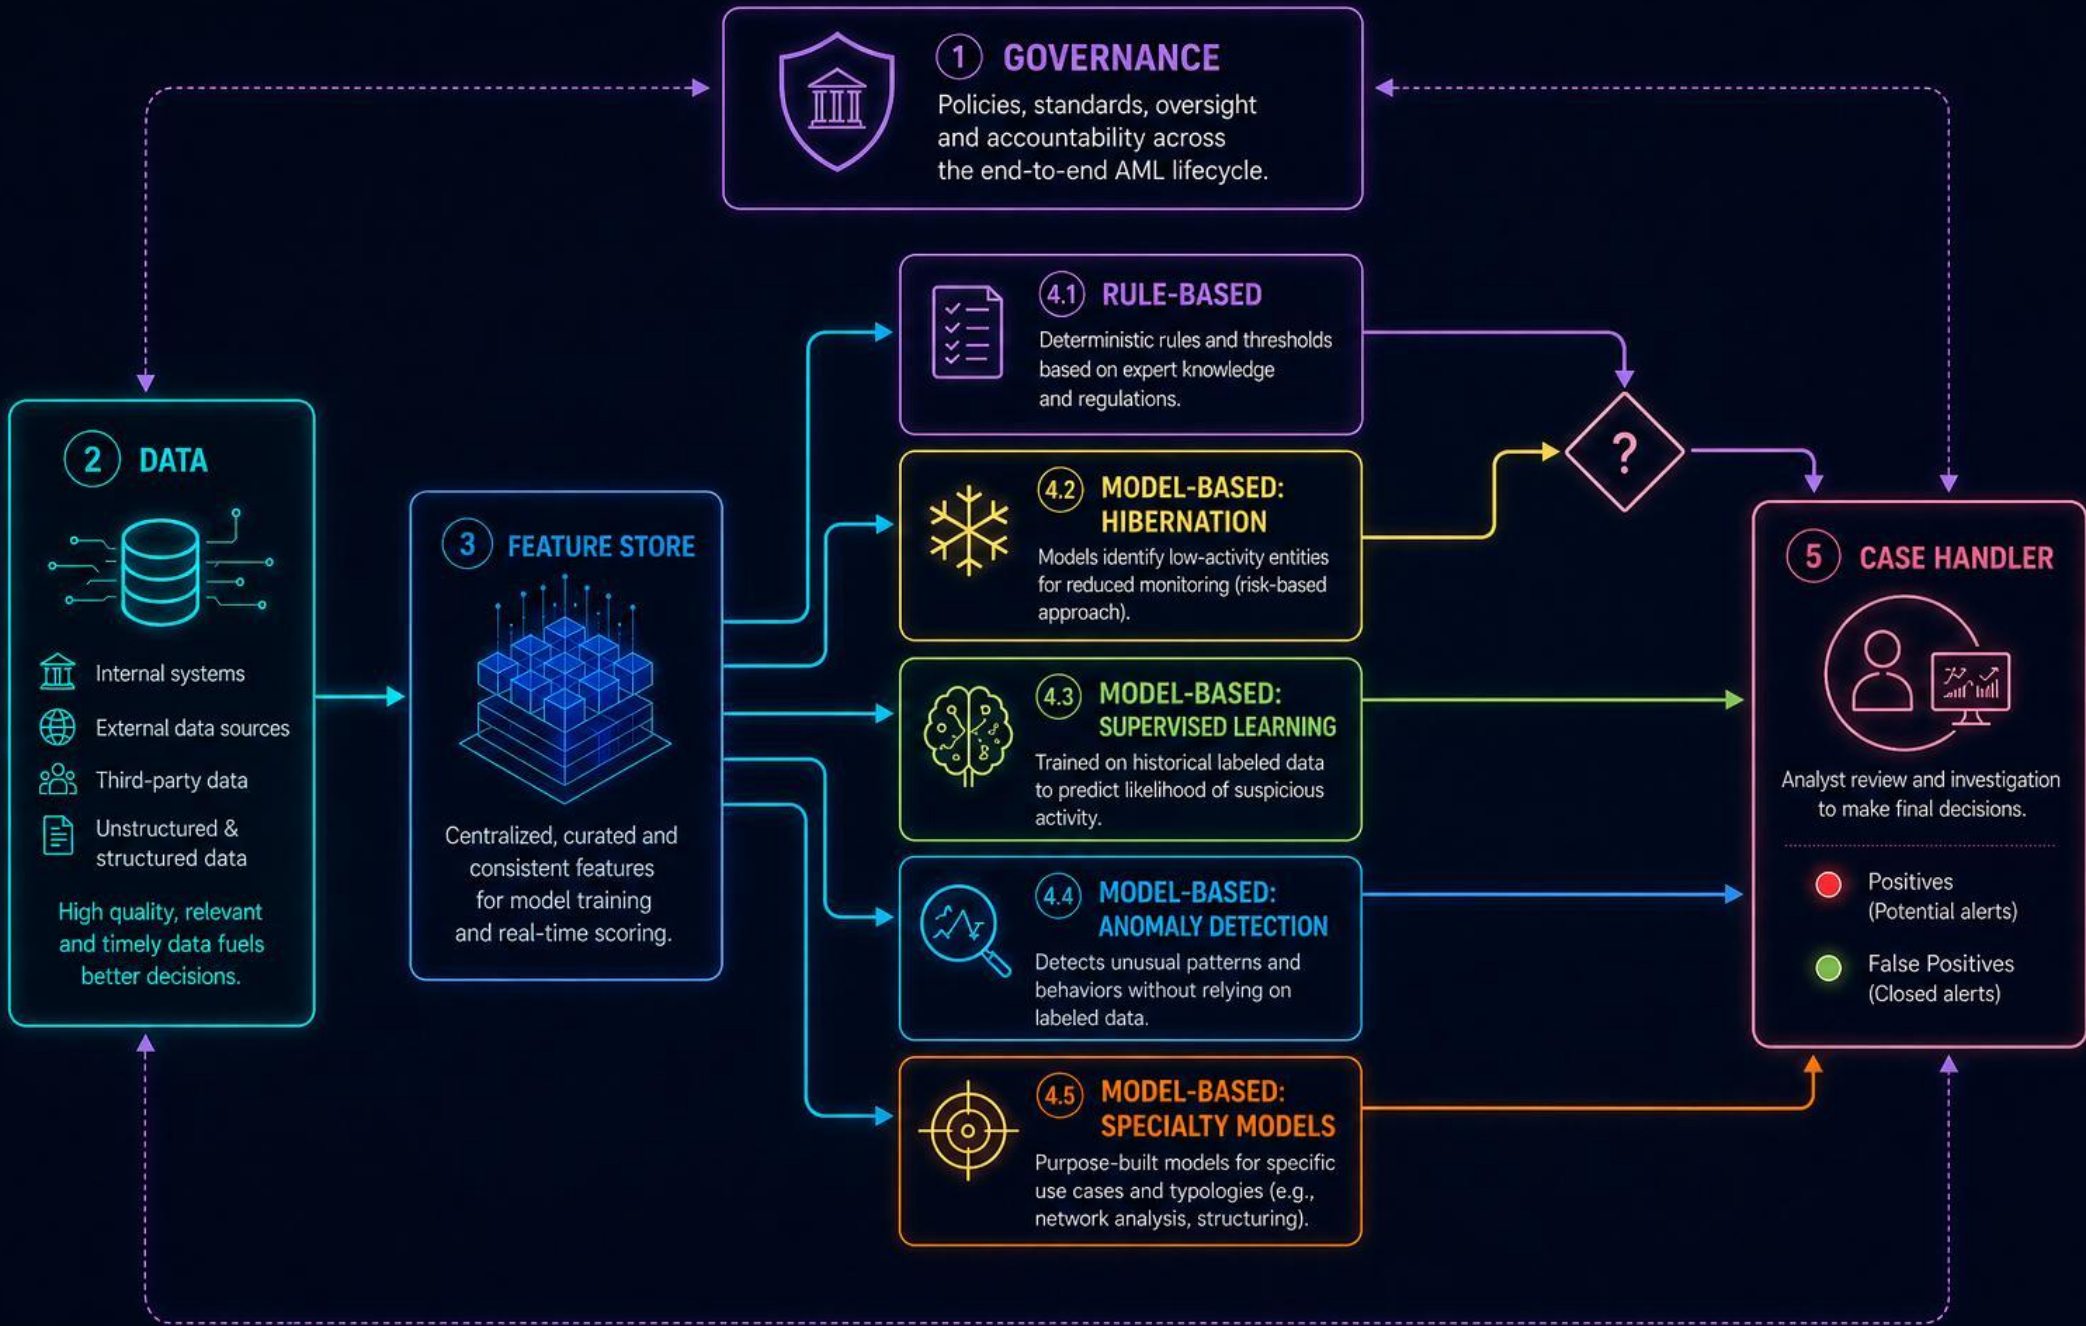 1 GOVERNANCE
Policies, standards, oversight
and accountability across
the end-to-end AML lifecycle.
2 DATA
Internal systems
External data sources
Third-party data
Unstructured &
structured data
High quality, relevant
and timely data fuels
better decisions.
3 FEATURE STORE
Centralized, curated and
consistent features
for model training
and real-time scoring.
4.1 RULE-BASED
Deterministic rules and thresholds
based on expert knowledge
and regulations.
4.2 MODEL-BASED:
HIBERNATION
Models identify low-activity entities
for reduced monitoring (risk-based
approach).
4.3 MODEL-BASED:
SUPERVISED LEARNING
Trained on historical labeled data
to predict likelihood of suspicious
activity.
4.4 MODEL-BASED:
ANOMALY DETECTION
Detects unusual patterns and
behaviors without relying on
labeled data.
4.5 MODEL-BASED:
SPECIALTY MODELS
Purpose-built models for specific
use cases and typologies (e.g.,
network analysis, structuring).
?
5 CASE HANDLER
Analyst review and investigation
to make final decisions.
Positives
(Potential alerts)
False Positives
(Closed alerts)